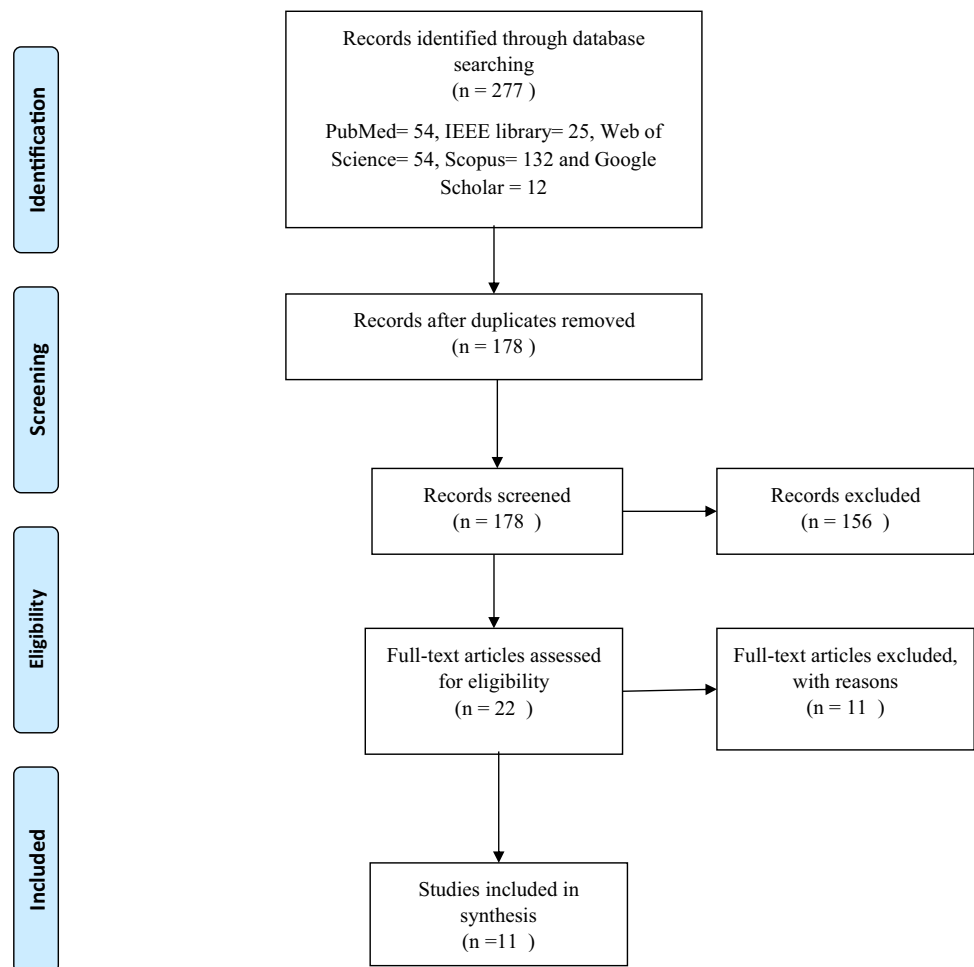 Identification
Records identified through database
searching
(n = 277 )
PubMed= 54, IEEE library= 25, Web of
Science= 54, Scopus= 132 and Google
Scholar = 12
Screening
Records after duplicates removed
(n = 178 )
Records screened
(n = 178 )
Records excluded
(n = 156 )
Eligibility
Full-text articles assessed
for eligibility
(n = 22 )
Full-text articles excluded,
with reasons
(n = 11 )
Included
Studies included in
synthesis
(n =11 )